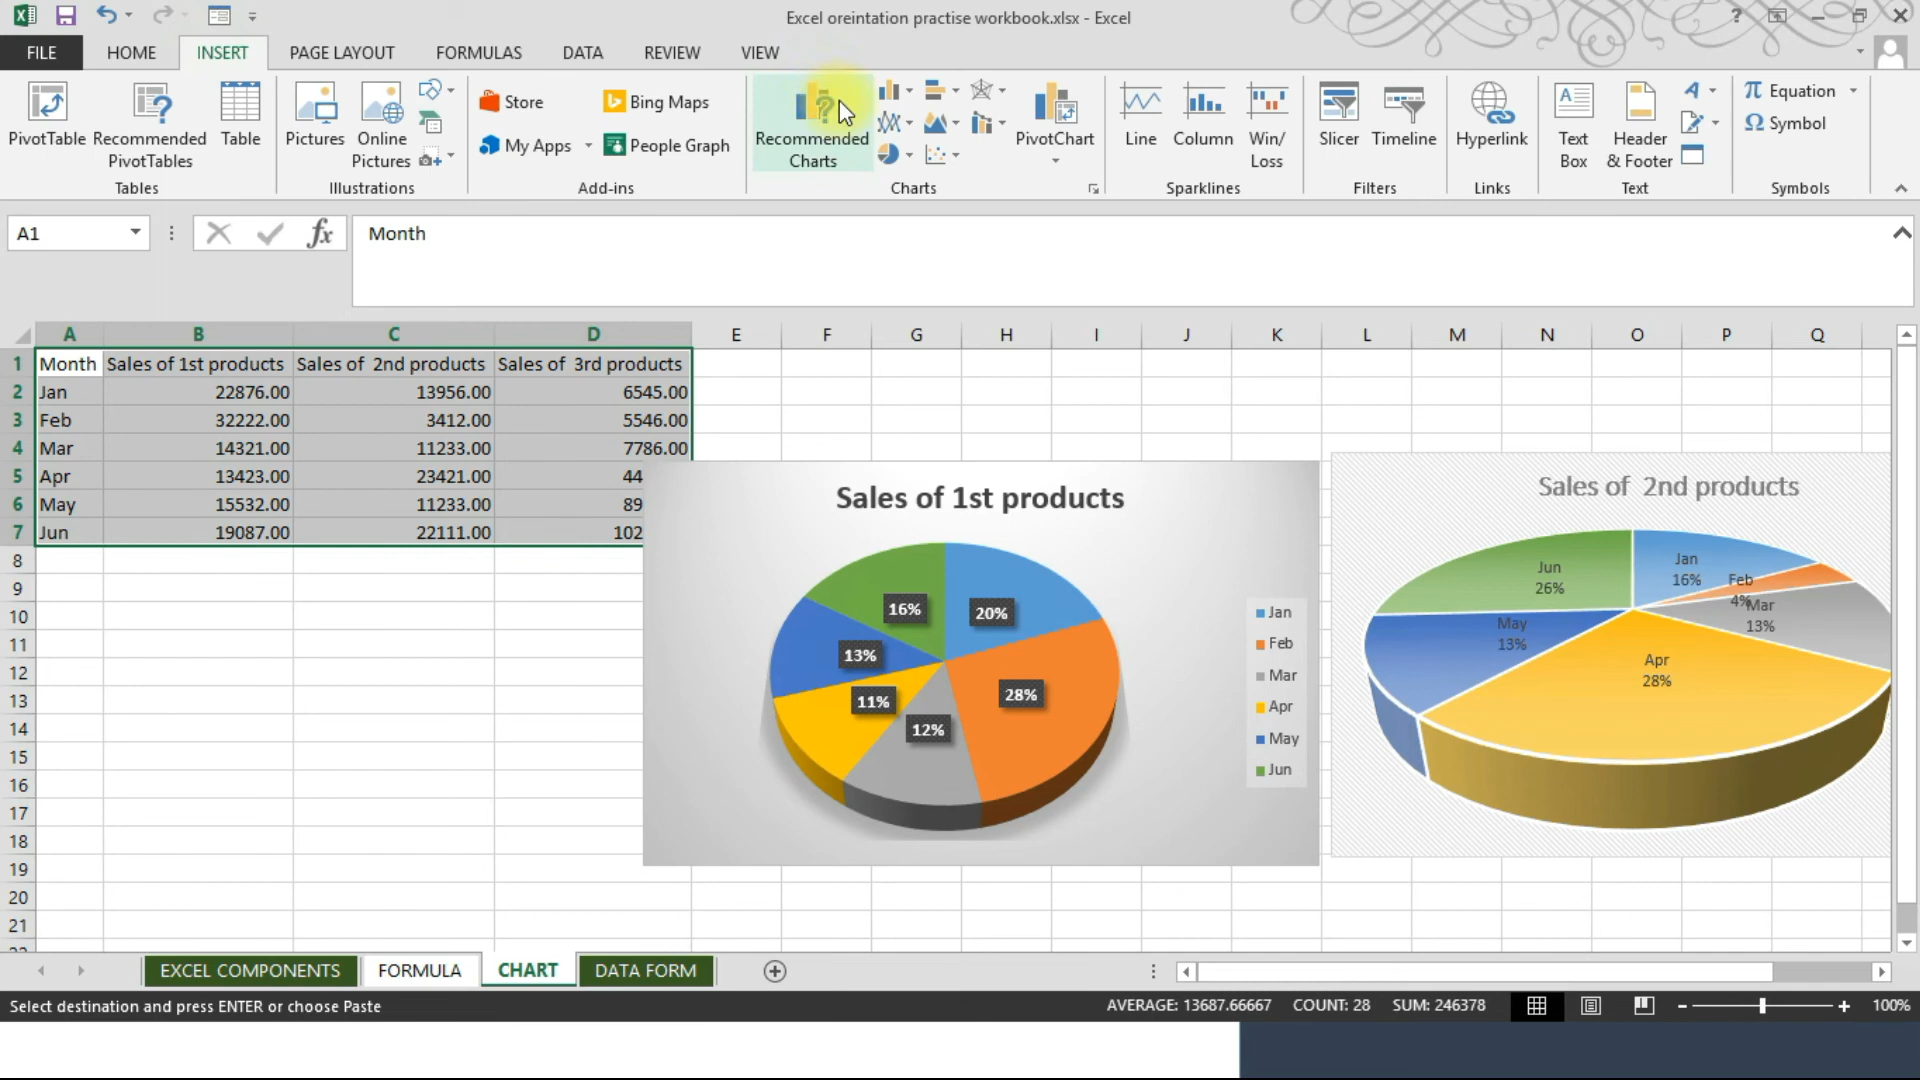 Excel oreintation practise workbook.xlsx - Excel
FILE HOME INSERT PAGE LAYOUT FORMULAS DATA REVIEW VIEW
PivotTable
Recommended PivotTables
Table
Tables
Pictures
Online Pictures
Illustrations
Store
My Apps
Bing Maps
People Graph
Add-ins
Recommended Charts
PivotChart
Charts
Line
Column
Win/ Loss
Sparklines
Slicer
Timeline
Filters
Hyperlink
Links
Text Box
Header & Footer
Text
Equation
Symbol
Symbols
A1
fx
Month
A B C D E F G H I J K L M N O P Q
1 Month Sales of 1st products Sales of 2nd products Sales of 3rd products
2 Jan 22876.00 13956.00 6545.00
3 Feb 32222.00 3412.00 5546.00
4 Mar 14321.00 11233.00 7786.00
5 Apr 13423.00 23421.00 44
6 May 15532.00 11233.00 89
7 Jun 19087.00 22111.00 102
8
9
10
11
12
13
14
15
16
17
18
19
20
21
Sales of 1st products
20%
28%
12%
11%
13%
16%
Jan
Feb
Mar
Apr
May
Jun
Sales of 2nd products
Jan
16%
Feb
4%
Mar
13%
Apr
28%
May
13%
Jun
26%
EXCEL COMPONENTS FORMULA CHART DATA FORM
Select destination and press ENTER or choose Paste
AVERAGE: 13687.66667 COUNT: 28 SUM: 246378
100%